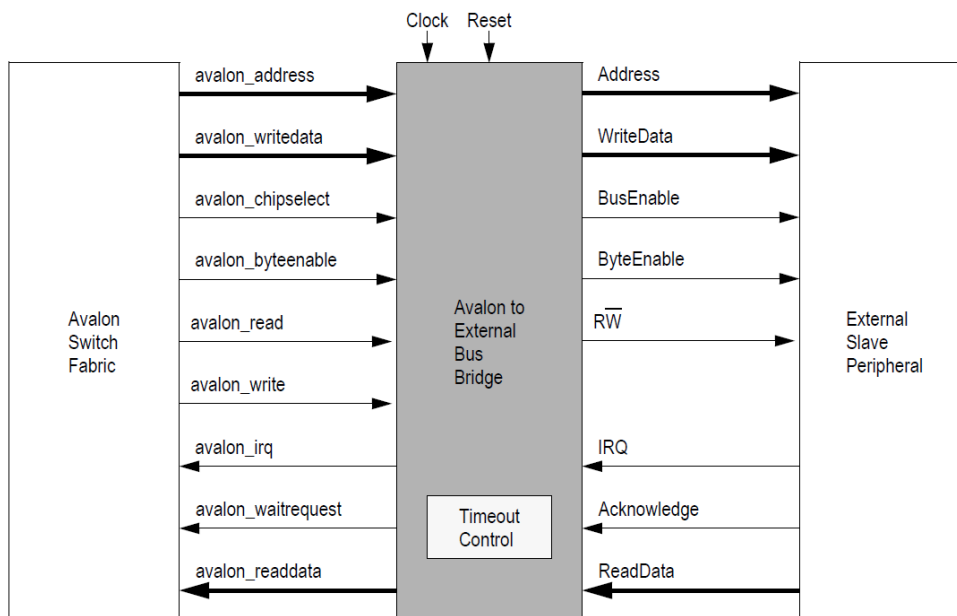 Clock Reset
avalon_address
Address
avalon_writedata
WriteData
avalon_chipselect
BusEnable
avalon_byteenable
ByteEnable
Avalon
Switch
Fabric
avalon_read
Avalon to
External
Bus
Bridge
RW̅
External
Slave
Peripheral
avalon_write
avalon_irq
IRQ
avalon_waitrequest
Timeout
Control
Acknowledge
avalon_readdata
ReadData